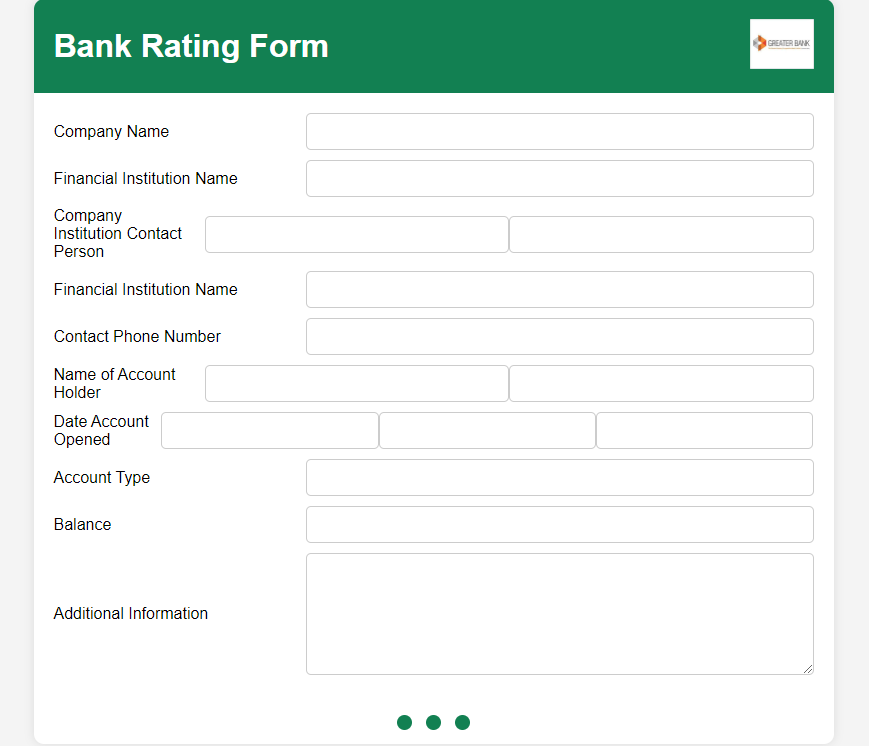 Bank Rating Form
GREATER BANK
Company Name
Financial Institution Name
Company
Institution Contact
Person
Financial Institution Name
Contact Phone Number
Name of Account
Holder
Date Account
Opened
Account Type
Balance
Additional Information